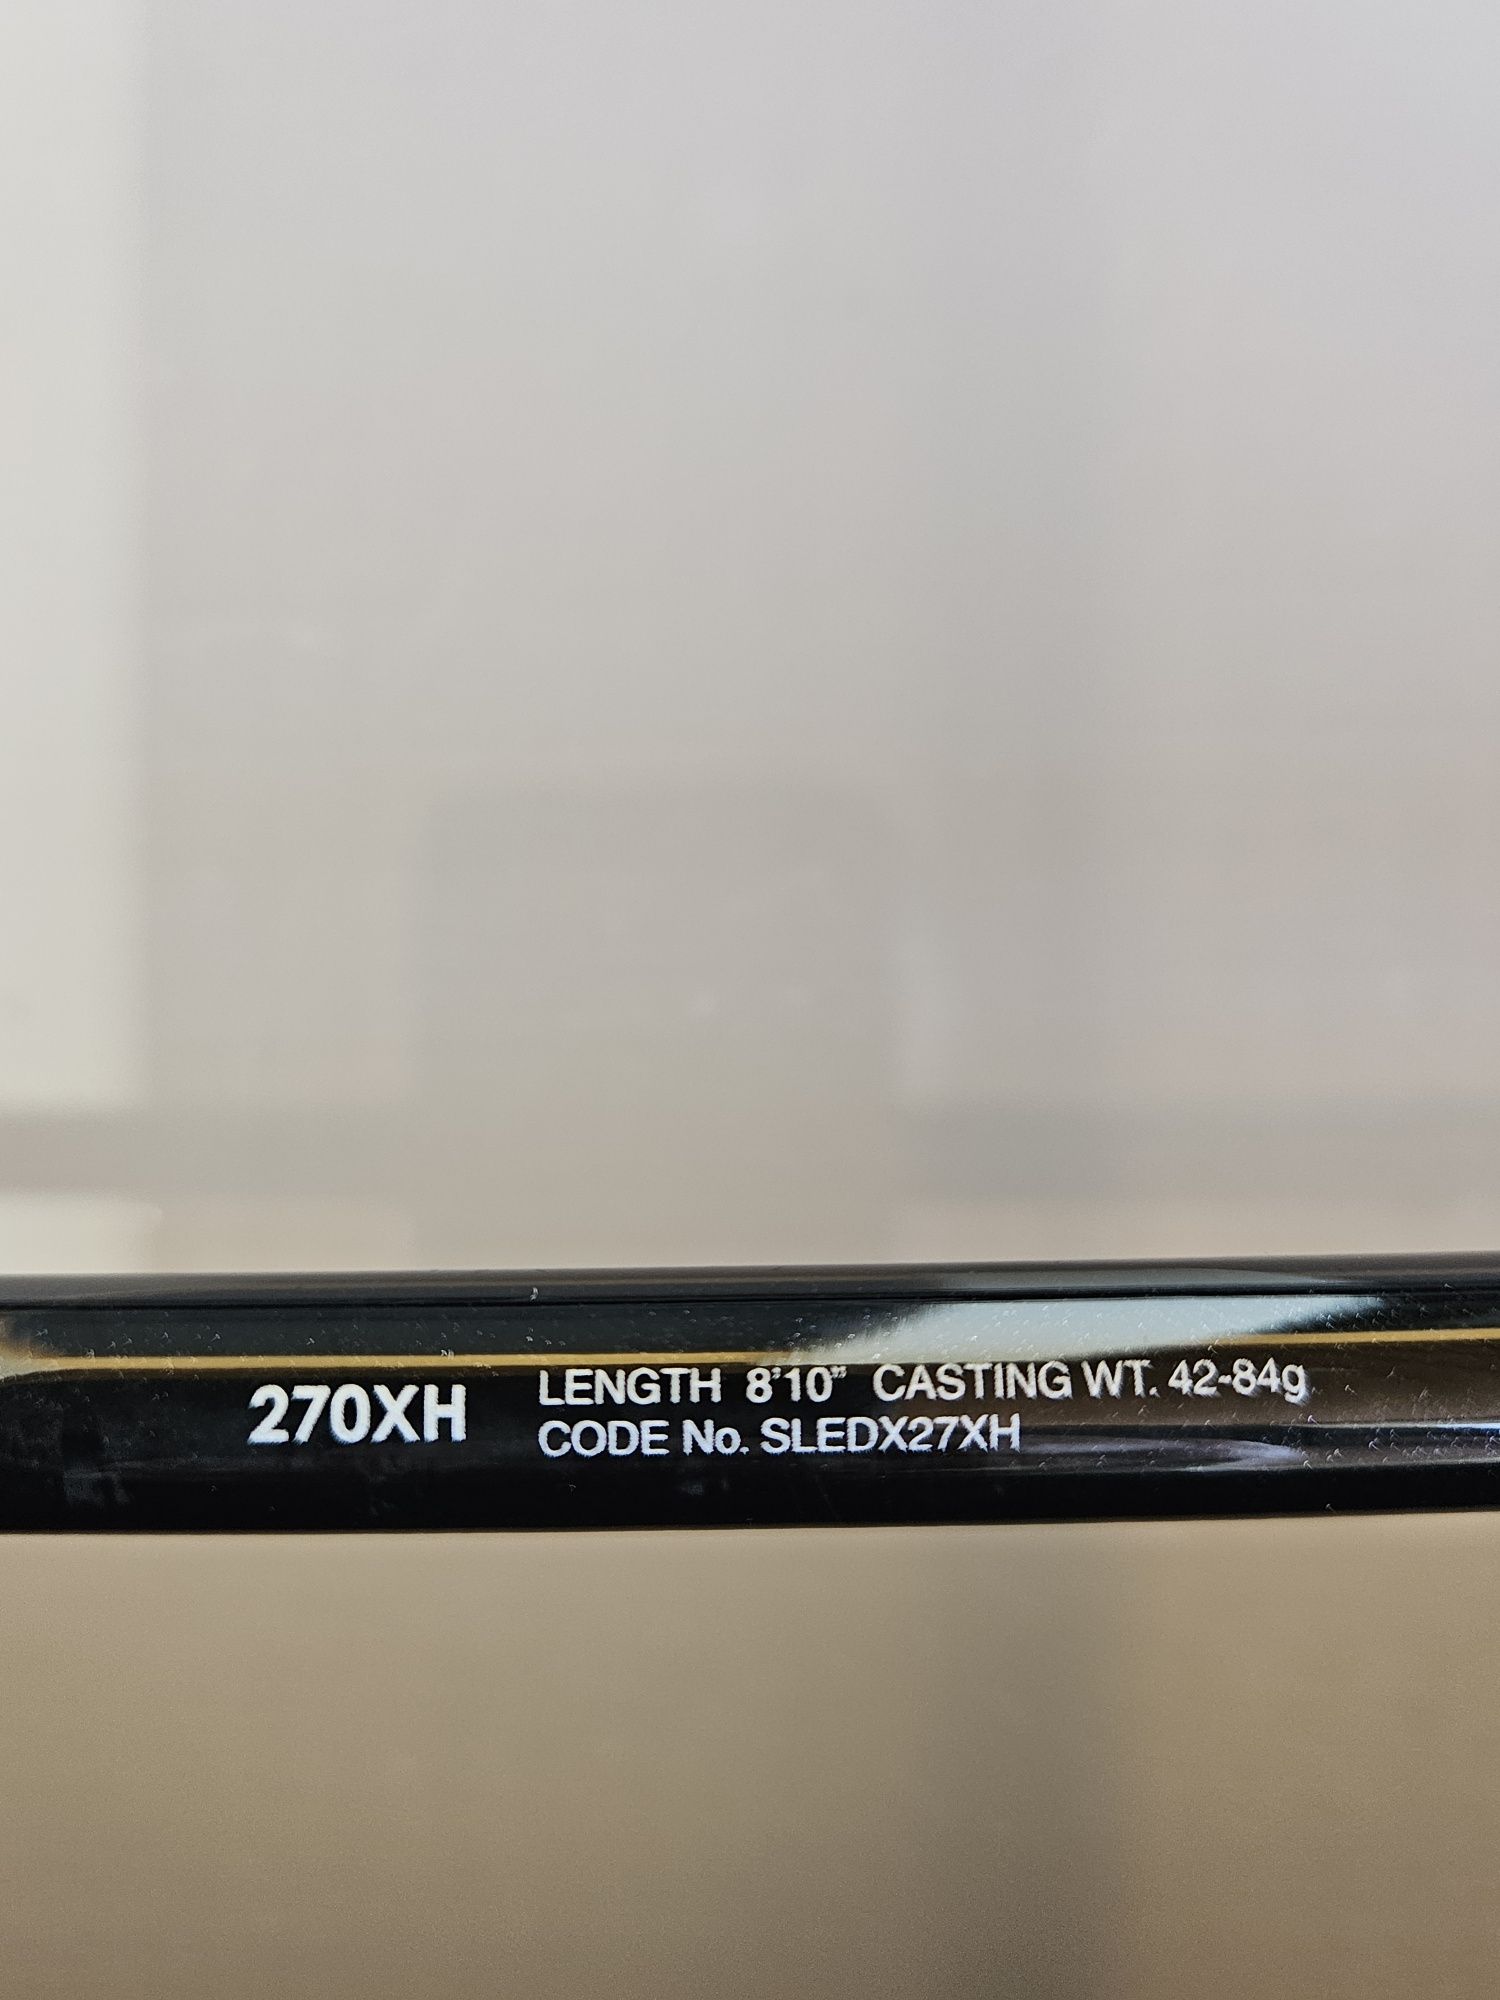 270XH
LENGTH 8'10" CASTING WT. 42-84g
CODE No. SLEDX27XH